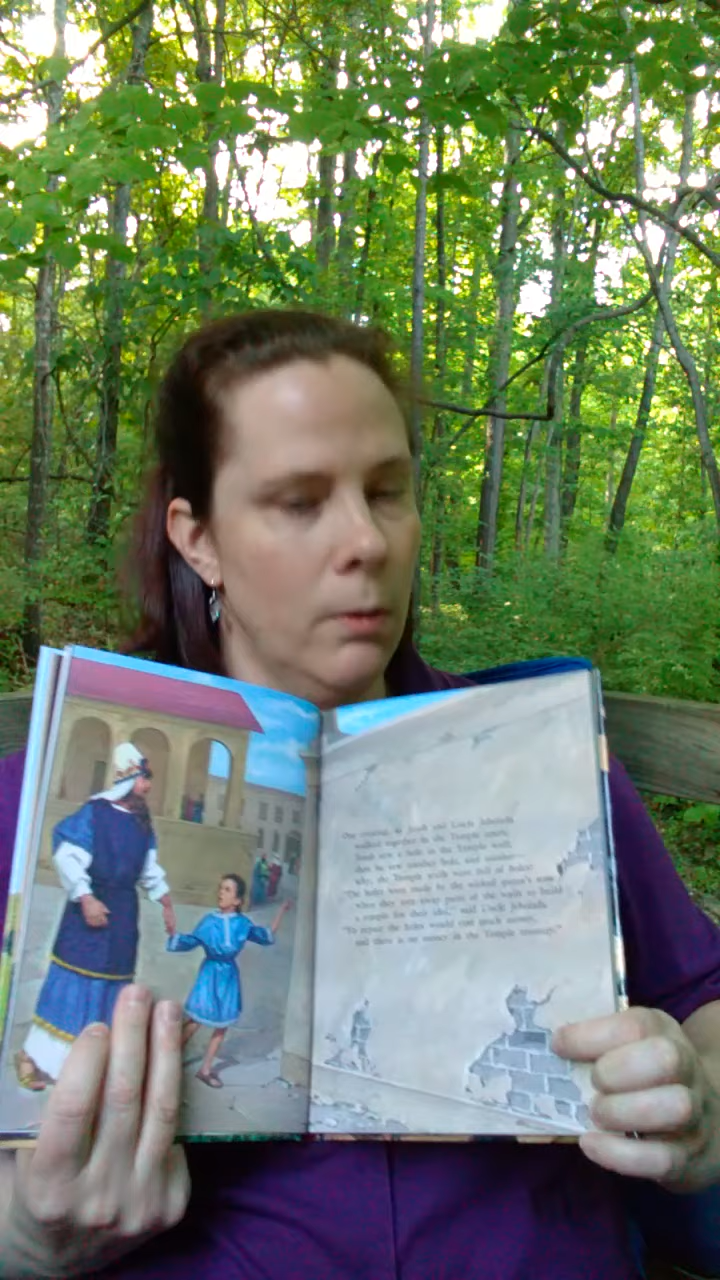 One evening, as Joash and Uncle Jehoiada
walked together in the Temple court,
Joash saw a hole in the Temple wall,
then he saw another hole, and another—
why, the Temple walls were full of holes!
"The holes were made by the wicked queen's sons
when they tore away parts of the walls to build
a temple for their idol," said Uncle Jehoiada.
"To repair the holes would cost much money,
and there is no money in the Temple treasury."